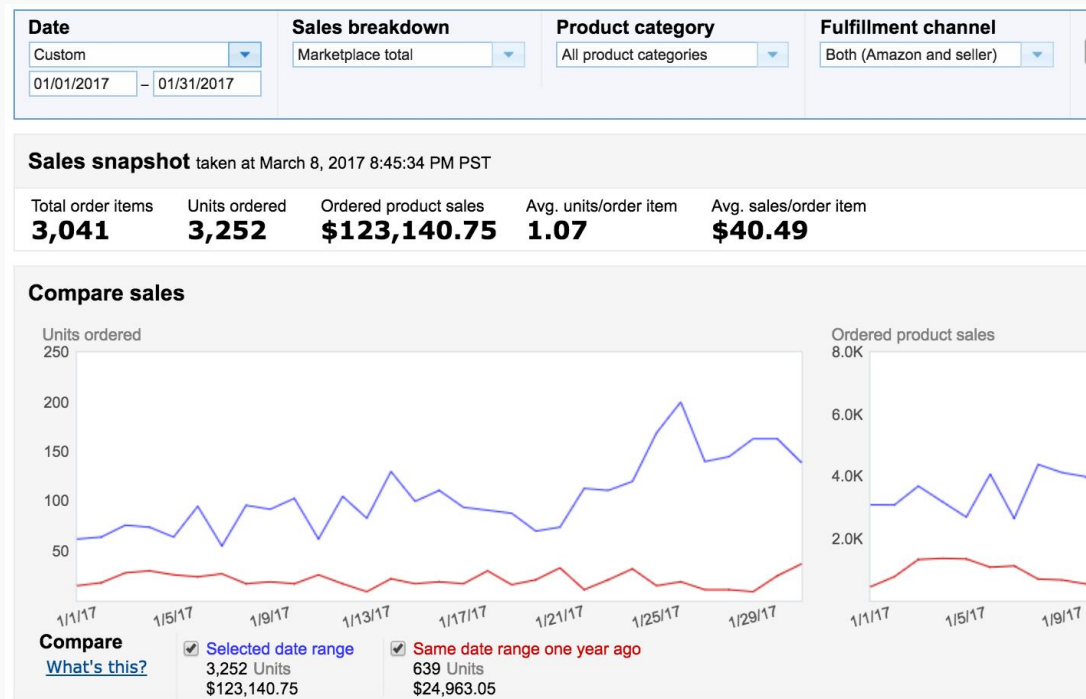 Date
Sales breakdown
Product category
Fulfillment channel
Custom
Marketplace total
All product categories
Both (Amazon and seller)
01/01/2017 – 01/31/2017
Sales snapshot taken at March 8, 2017 8:45:34 PM PST
Total order items
Units ordered
Ordered product sales
Avg. units/order item
Avg. sales/order item
3,041
3,252
$123,140.75
1.07
$40.49
Compare sales
Units ordered
250
200
150
100
50
1/1/17
1/5/17
1/9/17
1/13/17
1/17/17
1/21/17
1/25/17
1/29/17
Ordered product sales
8.0K
6.0K
4.0K
2.0K
1/1/17
1/5/17
1/9/17
Compare
What's this?
Selected date range
3,252 Units
$123,140.75
Same date range one year ago
639 Units
$24,963.05